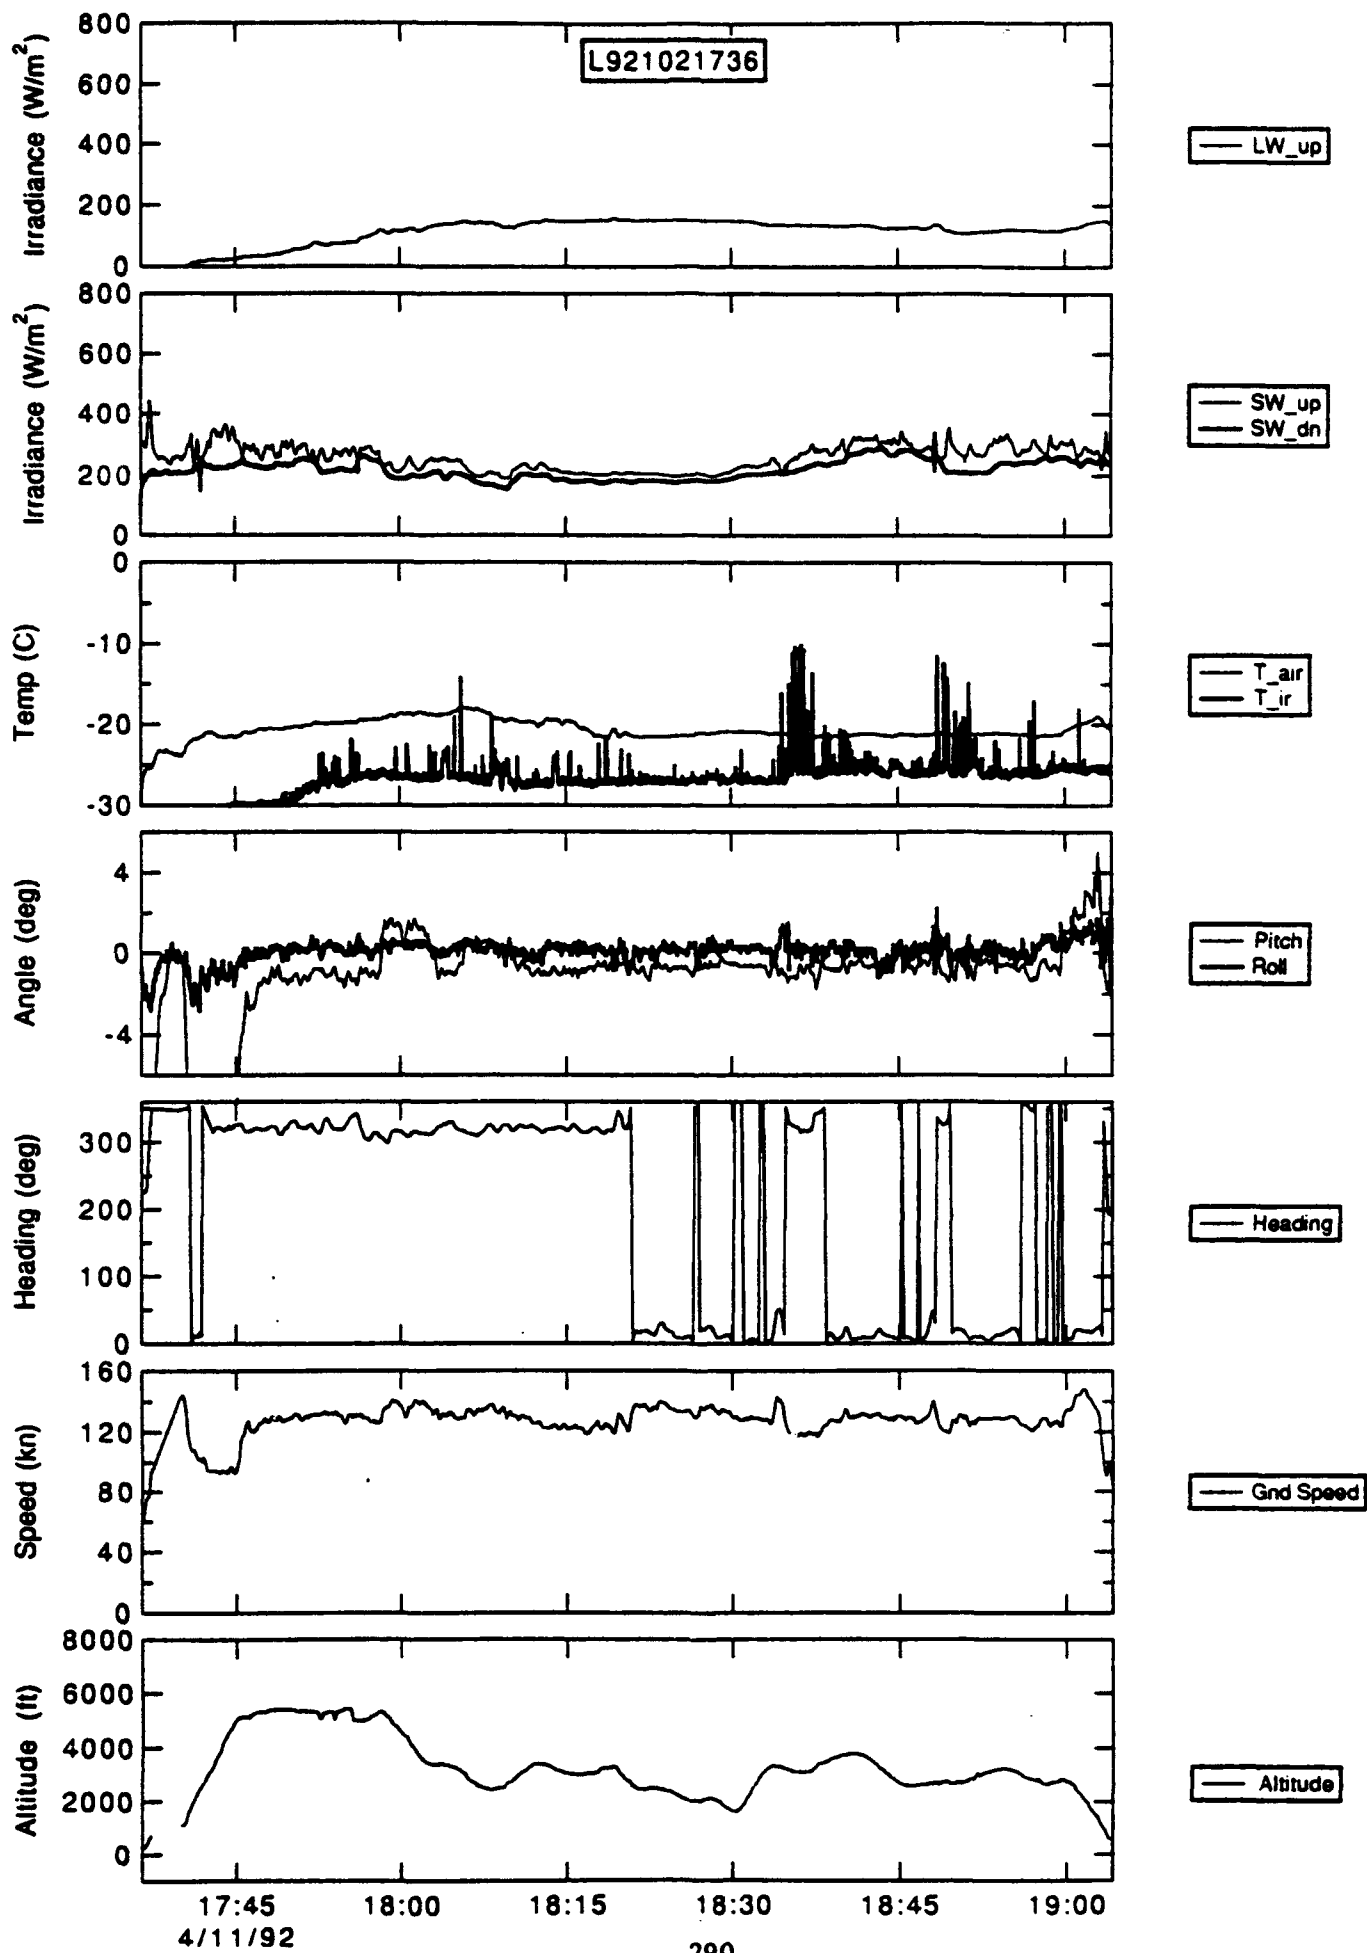 L921021736
Irradiance (W/m²)
800
600
400
200
0
LW_up
Irradiance (W/m²)
800
600
400
200
0
SW_up
SW_dn
Temp (C)
0
-10
-20
-30
T_air
T_ir
Angle (deg)
4
0
-4
Pitch
Roll
Heading (deg)
300
200
100
0
Heading
Speed (kn)
160
120
80
40
0
Gnd Speed
Altitude (ft)
8000
6000
4000
2000
0
Altitude
17:45 18:00 18:15 18:30 18:45 19:00
4/11/92
290